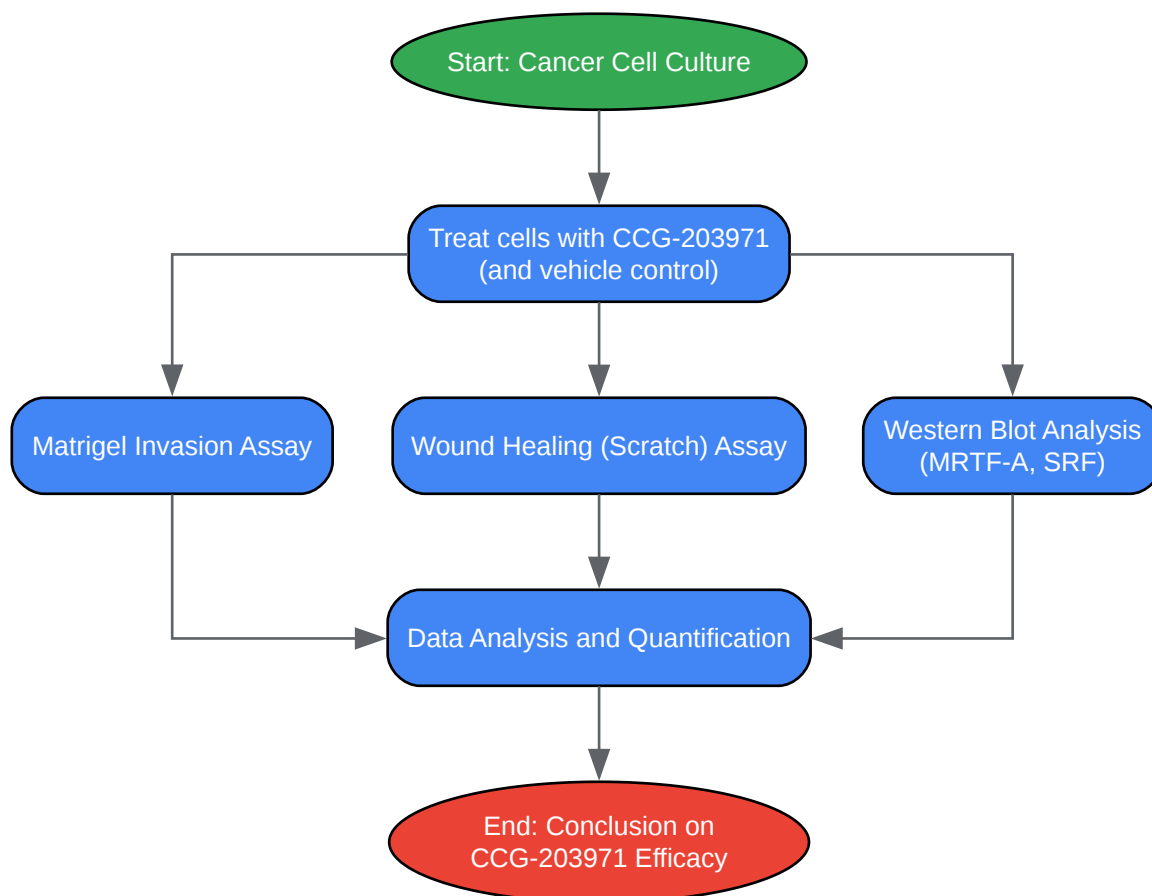 Start: Cancer Cell Culture
Treat cells with CCG-203971
(and vehicle control)
Matrigel Invasion Assay
Wound Healing (Scratch) Assay
Western Blot Analysis
(MRTF-A, SRF)
Data Analysis and Quantification
End: Conclusion on
CCG-203971 Efficacy